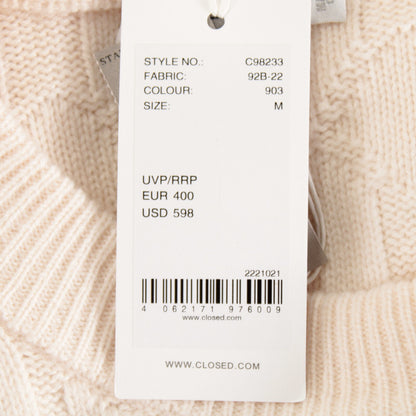 STA
STYLE NO.: C98233
FABRIC: 92B-22
COLOUR: 903
SIZE: M
UVP/RRP
EUR 400
USD 598
2221021
4 062171 976009
www.closed.com
WWW.CLOSED.COM